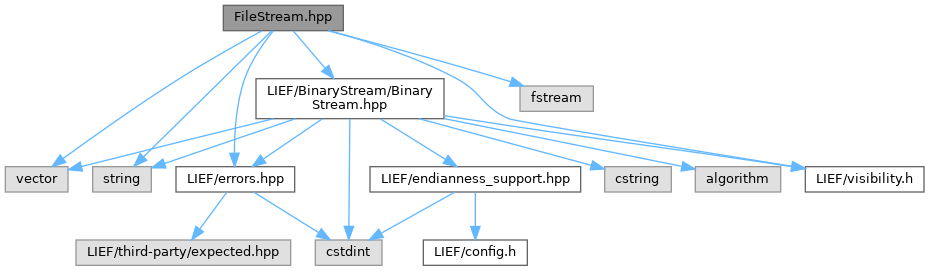 FileStream.hpp
LIEF/BinaryStream/Binary
Stream.hpp
fstream
vector
string
LIEF/errors.hpp
LIEF/endianness_support.hpp
cstring
algorithm
LIEF/visibility.h
LIEF/third-party/expected.hpp
cstdint
LIEF/config.h